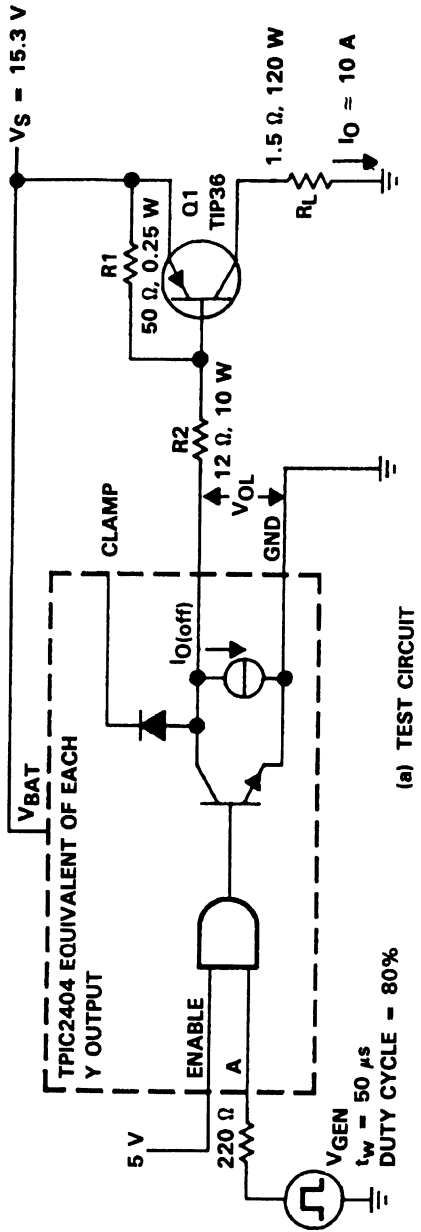 VS = 15.3 V
VBAT
TPIC2404 EQUIVALENT OF EACH
Y OUTPUT
CLAMP
R1
50 Ω, 0.25 W
Q1
TIP36
5 V
ENABLE
A
220 Ω
IO(off)
R2
12 Ω, 10 W
VOL
GND
1.5 Ω, 120 W
RL
IO ≈ 10 A
VGEN
tw = 50 µs
DUTY CYCLE = 80%
(a) TEST CIRCUIT